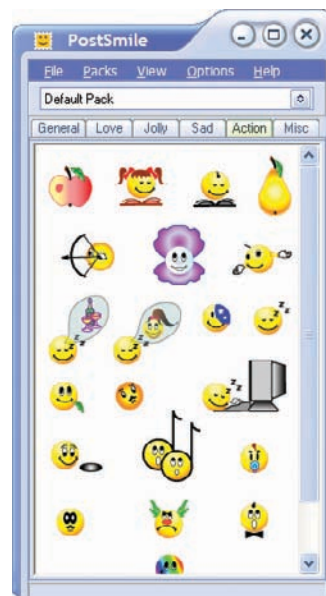 PostSmile
File Packs View Options Help
Default Pack
General Love Jolly Sad Action Misc
z z z
z z z
z z z
z z z